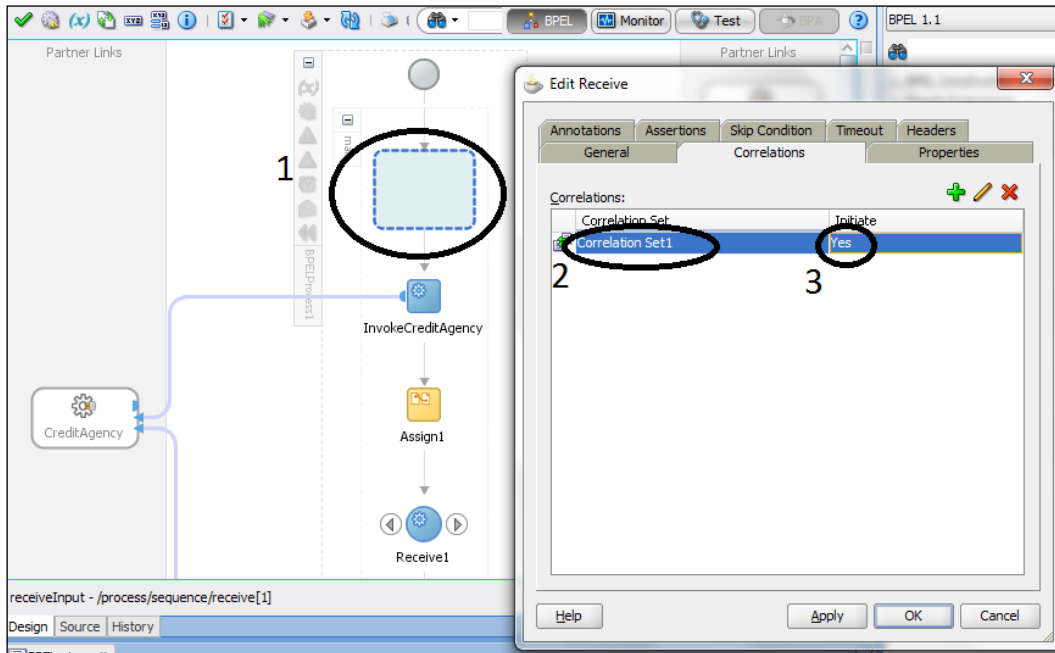 BPEL
Monitor
Test
BPA
BPEL 1.1
Partner Links
Partner Links
Edit Receive
Annotations Assertions Skip Condition Timeout Headers
General Correlations Properties
Correlations:
Correlation Set Initiate
Correlation Set1 Yes
1
2
3
BPELProcess1
InvokeCreditAgency
CreditAgency
Assign1
Receive1
receiveInput - /process/sequence/receive[1]
Design Source History
Help Apply OK Cancel